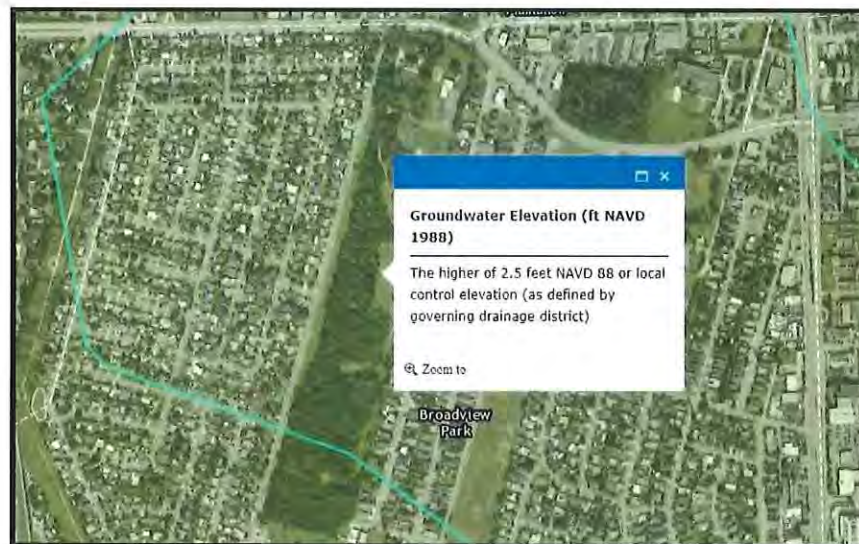 Plantation
Groundwater Elevation (ft NAVD
1988)
The higher of 2.5 feet NAVD 88 or local
control elevation (as defined by
governing drainage district)
Zoom to
Broadview
Park